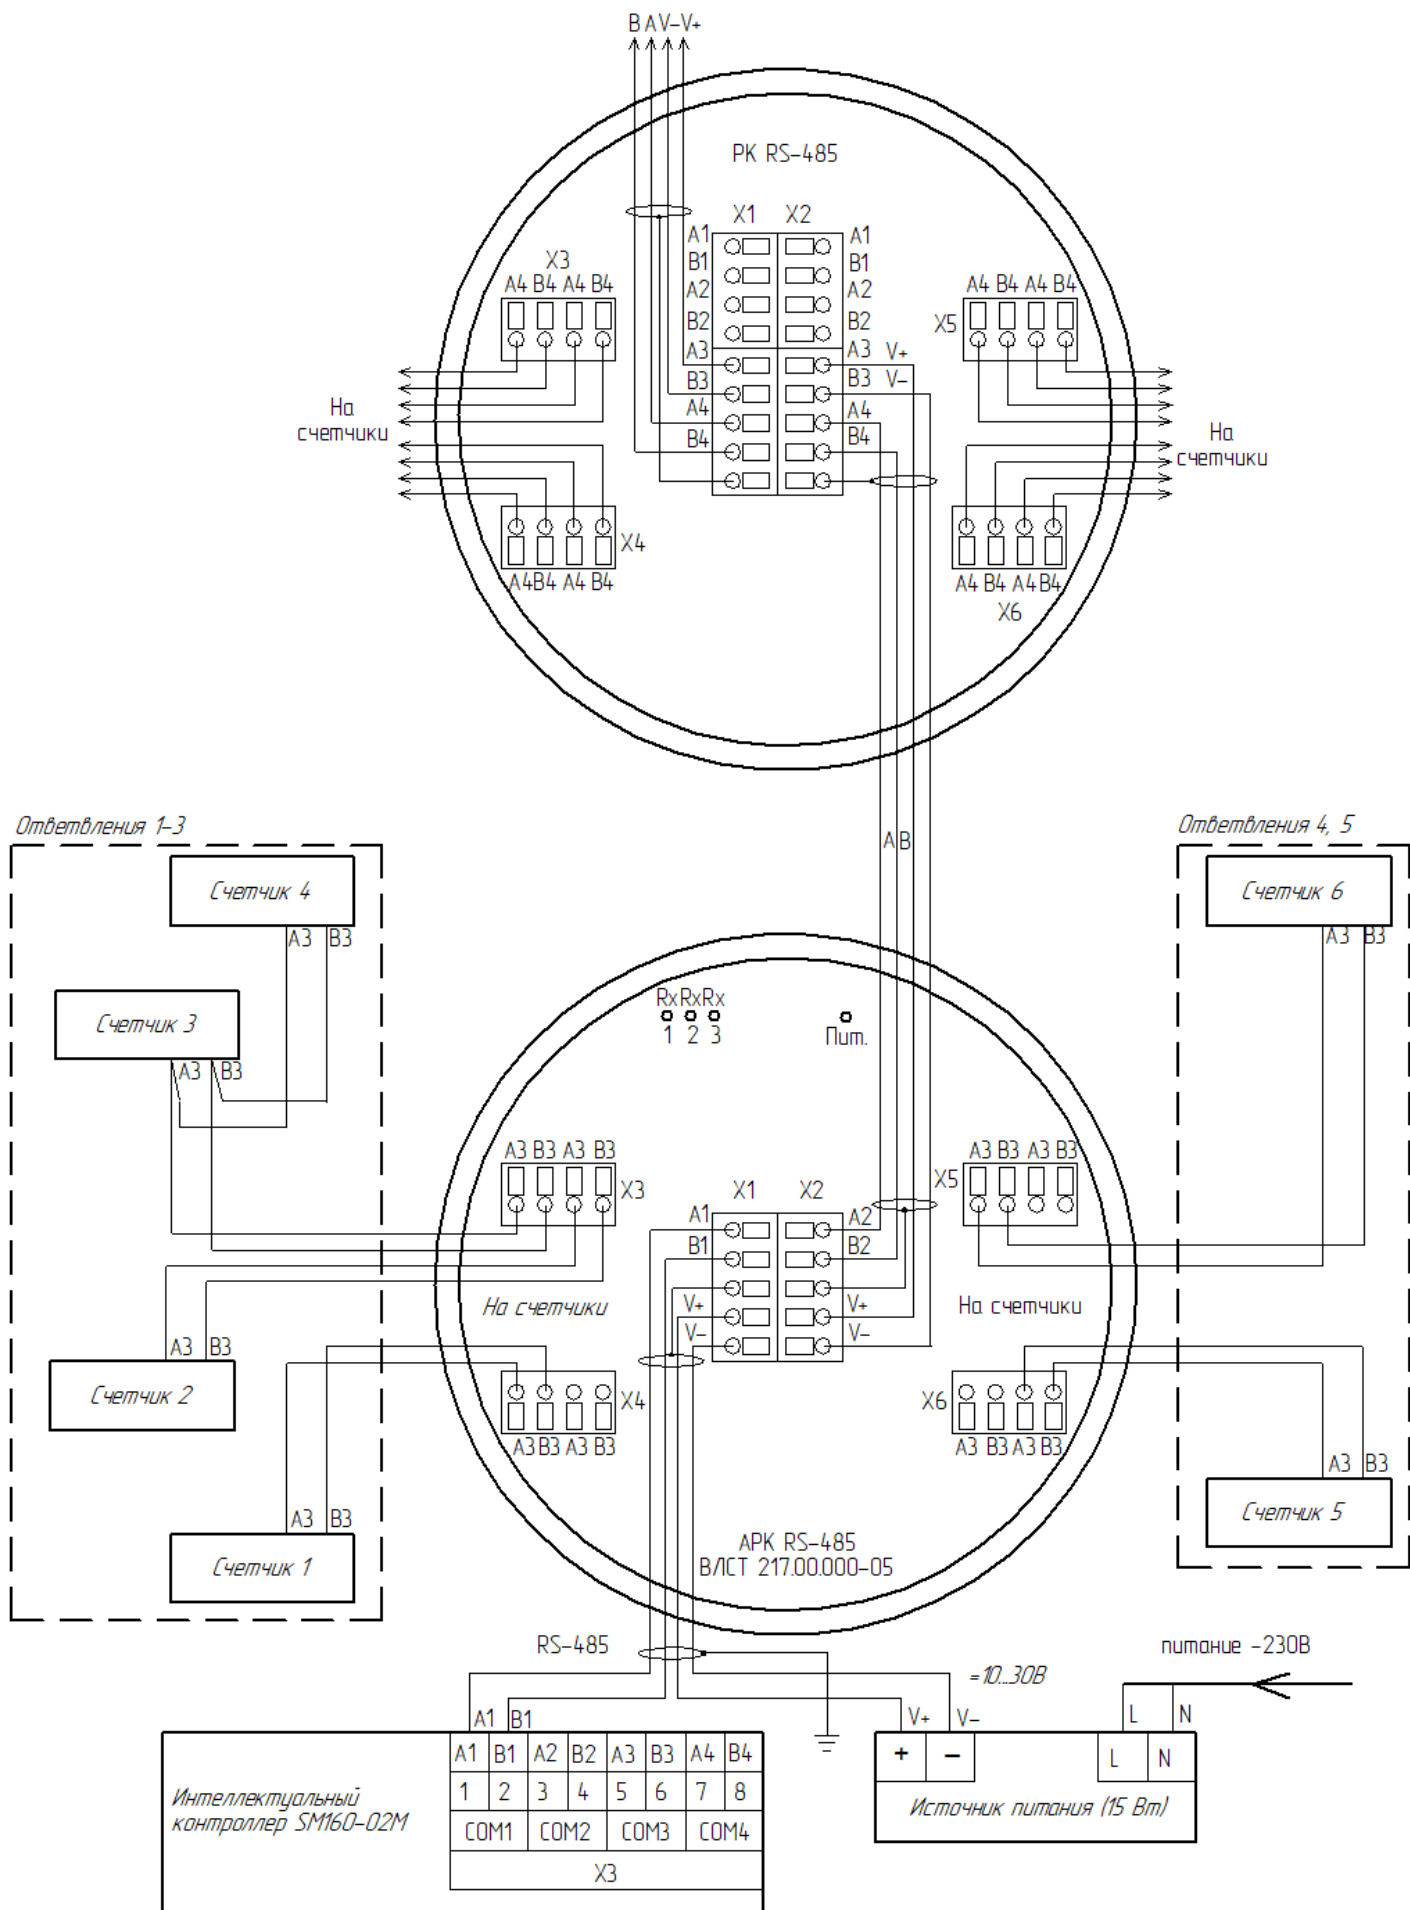 B A V- V+
РК RS-485
X1 X2
A1 A1
B1 B1
A2 A2
B2 B2
A3 A3 V+
B3 B3 V-
A4 A4
B4 B4
X3
A4 B4 A4 B4
X5
A4 B4 A4 B4
На
счетчики
На
счетчики
X4
A4 B4 A4 B4
A4 B4 A4 B4
X6
A B
Ответвления 1-3
Ответвления 4, 5
Счетчик 4
A3 B3
Счетчик 3
A3 B3
Счетчик 6
A3 B3
Rx Rx Rx
1 2 3
Пит.
A3 B3 A3 B3
X3
X1 X2
A1 A2
B1 B2
V+ V+
V- V-
A3 B3 A3 B3
X5
На счетчики
На счетчики
A3 B3
Счетчик 2
X4
A3 B3 A3 B3
X6
A3 B3 A3 B3
A3 B3
Счетчик 1
A3 B3
Счетчик 5
АРК RS-485
ВЛСТ 217.00.000-05
RS-485
=10...30В
питание ~230В
A1 B1
V+ V-
L N
A1 B1 A2 B2 A3 B3 A4 B4
1 2 3 4 5 6 7 8
COM1 COM2 COM3 COM4
X3
Интеллектуальный
контроллер SM160-02M
+ - L N
Источник питания (15 Вт)